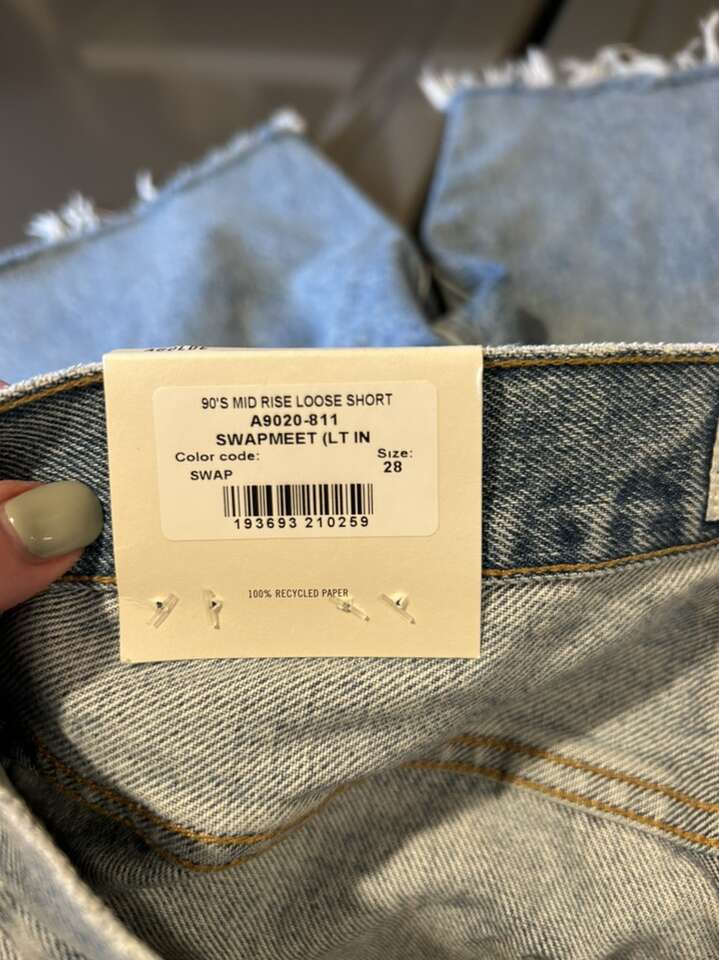 90'S MID RISE LOOSE SHORT
A9020-811
SWAPMEET (LT IN
Color code: Size:
SWAP 28
193693 210259
100% RECYCLED PAPER